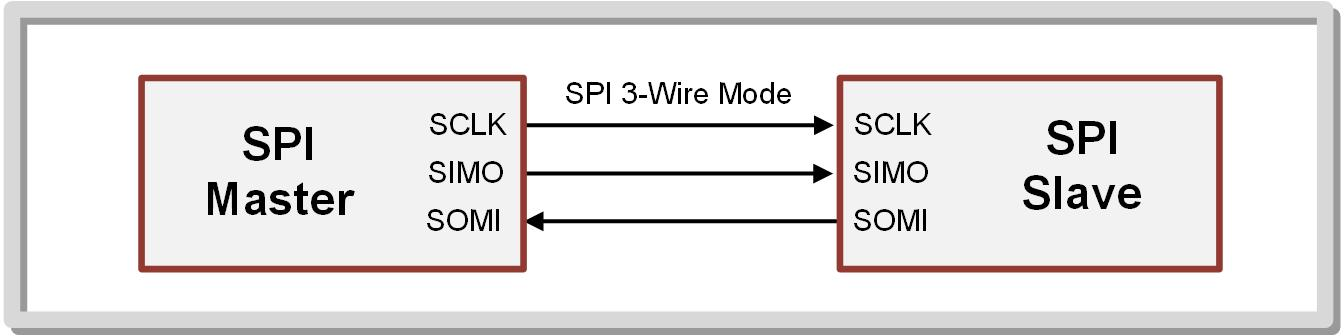 SPI 3-Wire Mode
SPI
Master
SCLK
SIMO
SOMI
SCLK
SIMO
SOMI
SPI
Slave